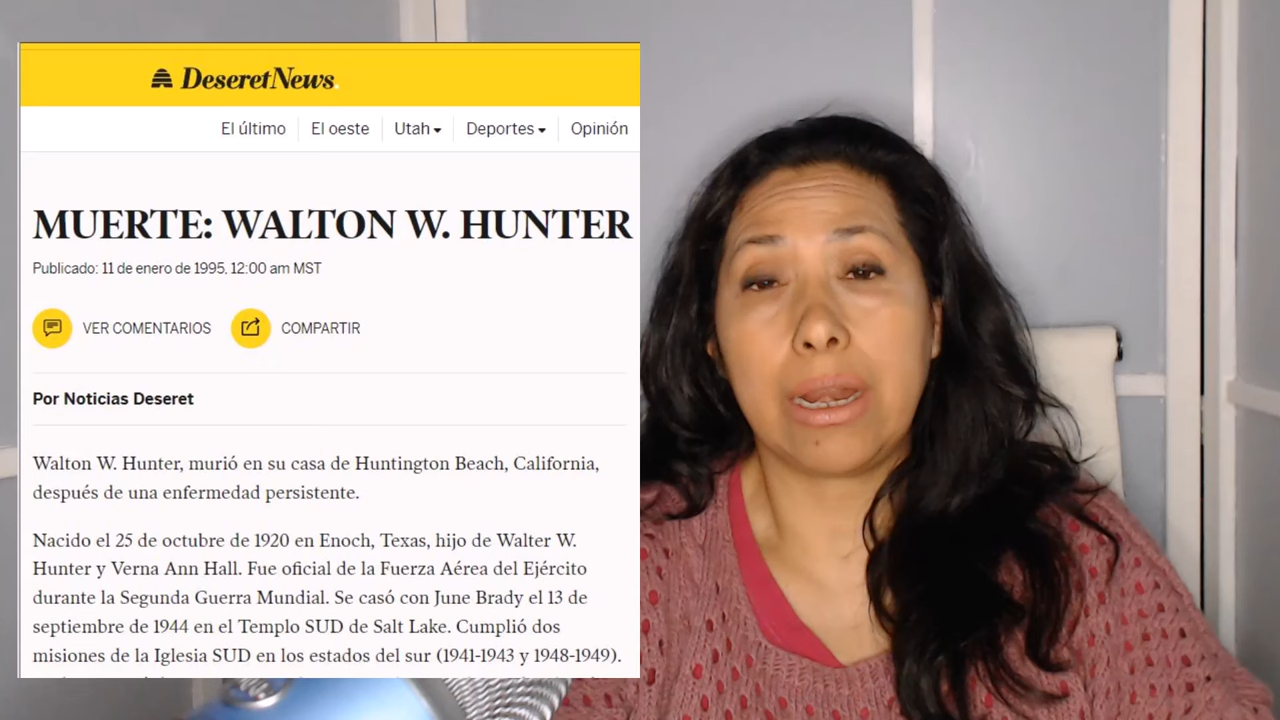 DeseretNews.
El último El oeste Utah Deportes Opinión
MUERTE: WALTON W. HUNTER
Publicado: 11 de enero de 1995, 12:00 am MST
VER COMENTARIOS COMPARTIR
Por Noticias Deseret
Walton W. Hunter, murió en su casa de Huntington Beach, California,
después de una enfermedad persistente.
Nacido el 25 de octubre de 1920 en Enoch, Texas, hijo de Walter W.
Hunter y Verna Ann Hall. Fue oficial de la Fuerza Aérea del Ejército
durante la Segunda Guerra Mundial. Se casó con June Brady el 13 de
septiembre de 1944 en el Templo SUD de Salt Lake. Cumplió dos
misiones de la Iglesia SUD en los estados del sur (1941-1943 y 1948-1949).